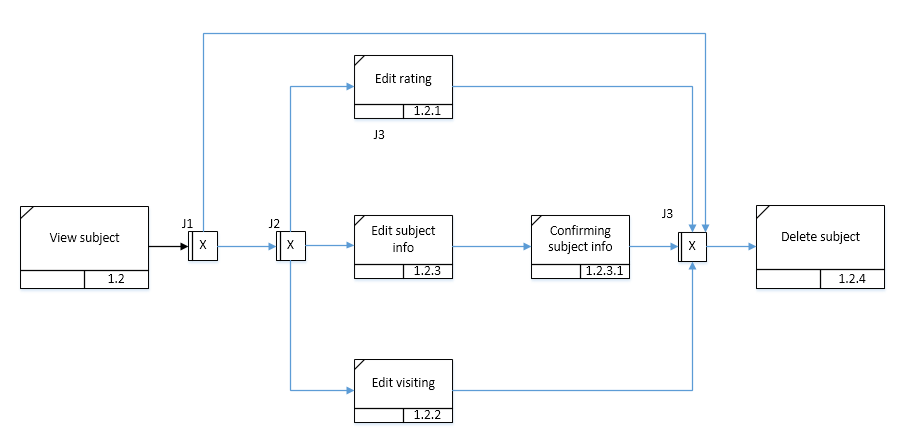 Edit rating
1.2.1
J3
View subject
1.2
J1
X
J2
X
Edit subject
info
1.2.3
Confirming
subject info
1.2.3.1
J3
X
Delete subject
1.2.4
Edit visiting
1.2.2